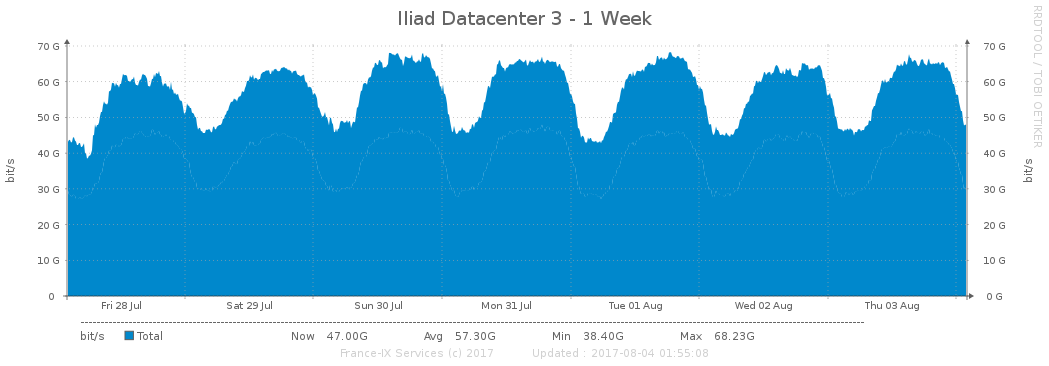 Iliad Datacenter 3 - 1 Week
RRDTOOL / TOBI OETIKER
bit/s
70 G
60 G
50 G
40 G
30 G
20 G
10 G
0
70 G
60 G
50 G
40 G
30 G
20 G
10 G
0 G
bit/s
Fri 28 Jul Sat 29 Jul Sun 30 Jul Mon 31 Jul Tue 01 Aug Wed 02 Aug Thu 03 Aug
bit/s Total Now 47.00G Avg 57.30G Min 38.40G Max 68.23G
France-IX Services (c) 2017 Updated : 2017-08-04 01:55:08